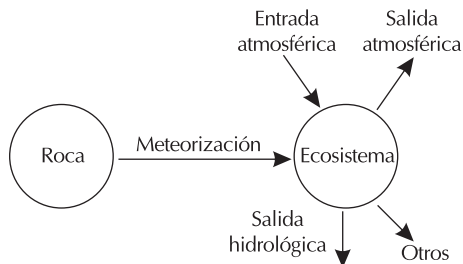 Entrada
atmosférica
Salida
atmosférica
Roca
Meteorización
Ecosistema
Salida
hidrológica
Otros